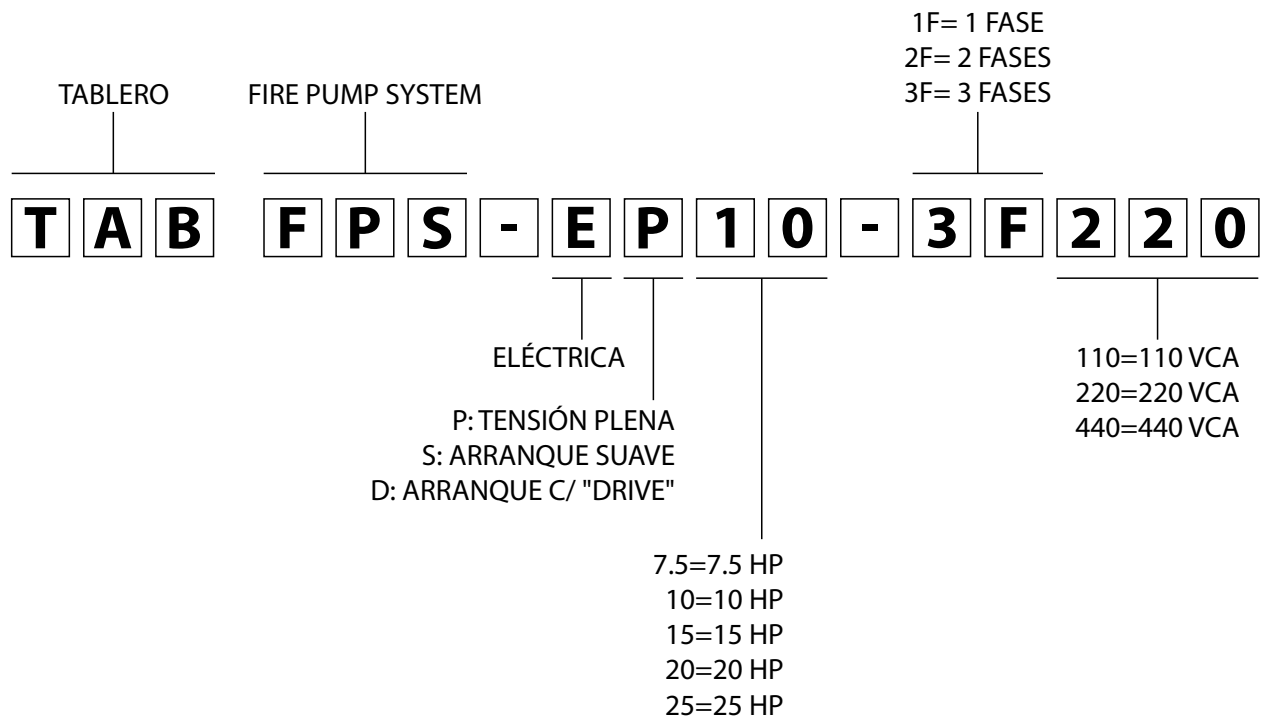 1F= 1 FASE
2F= 2 FASES
3F= 3 FASES
TABLERO
FIRE PUMP SYSTEM
TAB FPS-EP10-3F220
ELÉCTRICA
P: TENSIÓN PLENA
S: ARRANQUE SUAVE
D: ARRANQUE C/ "DRIVE"
7.5=7.5 HP
10=10 HP
15=15 HP
20=20 HP
25=25 HP
110=110 VCA
220=220 VCA
440=440 VCA